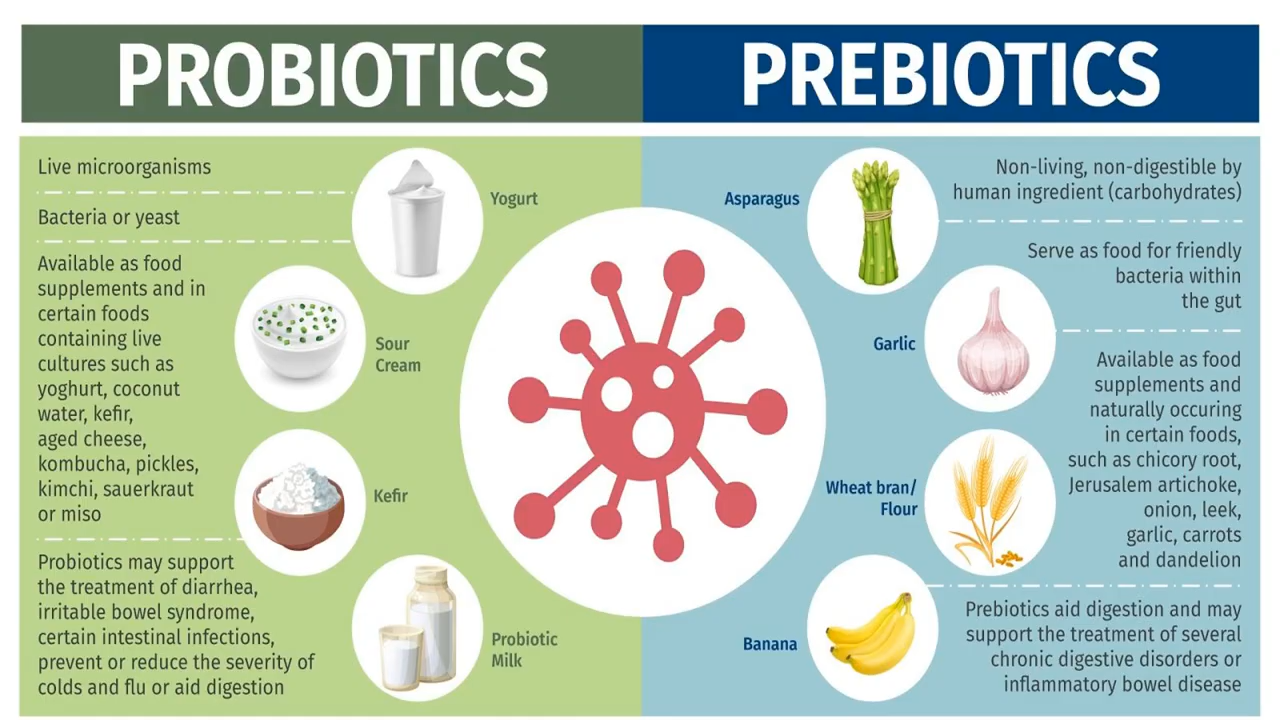 PROBIOTICS
Live microorganisms
Bacteria or yeast
Available as food
supplements and in
certain foods
containing live
cultures such as
yoghurt, coconut
water, kefir,
aged cheese,
kombucha, pickles,
kimchi, sauerkraut
or miso
Probiotics may support
the treatment of diarrhea,
irritable bowel syndrome,
certain intestinal infections,
prevent or reduce the severity of
colds and flu or aid digestion
Yogurt
Sour
Cream
Kefir
Probiotic
Milk
PREBIOTICS
Asparagus
Garlic
Wheat bran/
Flour
Banana
Non-living, non-digestible by
human ingredient (carbohydrates)
Serve as food for friendly
bacteria within
the gut
Available as food
supplements and
naturally occuring
in certain foods,
such as chicory root,
Jerusalem artichoke,
onion, leek,
garlic, carrots
and dandelion
Prebiotics aid digestion and may
support the treatment of several
chronic digestive disorders or
inflammatory bowel disease